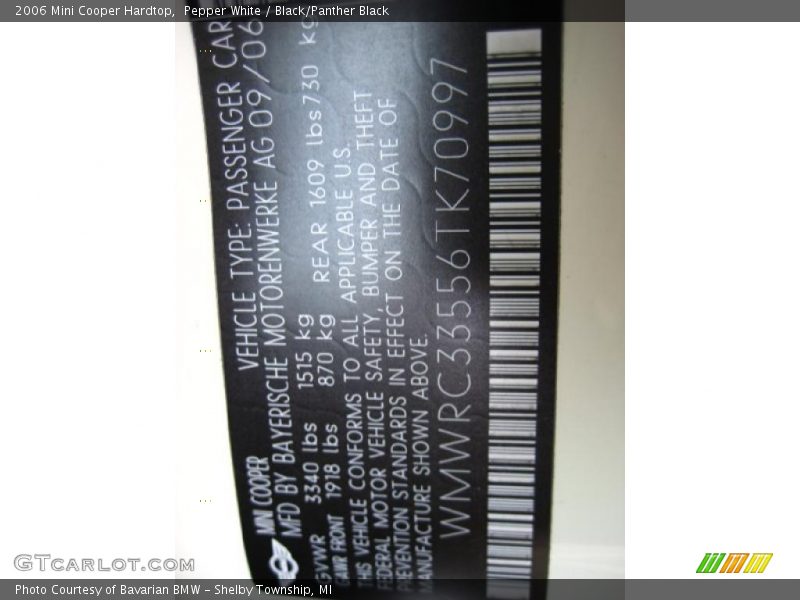 2006 Mini Cooper Hardtop, Pepper White / Black/Panther Black
VEHICLE TYPE: PASSENGER CAR
MINI COOPER
MFD BY BAYERISCHE MOTORENWERKE AG 09/06
GVWR 3340 lbs 1515 kg
GAWR FRONT 1918 lbs 870 kg REAR 1609 lbs 730 kg
THIS VEHICLE CONFORMS TO ALL APPLICABLE U.S.
FEDERAL MOTOR VEHICLE SAFETY, BUMPER AND THEFT
PREVENTION STANDARDS IN EFFECT ON THE DATE OF
MANUFACTURE SHOWN ABOVE.
WMWRC33556TK70997
GTCARLOT.COM
Photo Courtesy of Bavarian BMW – Shelby Township, MI